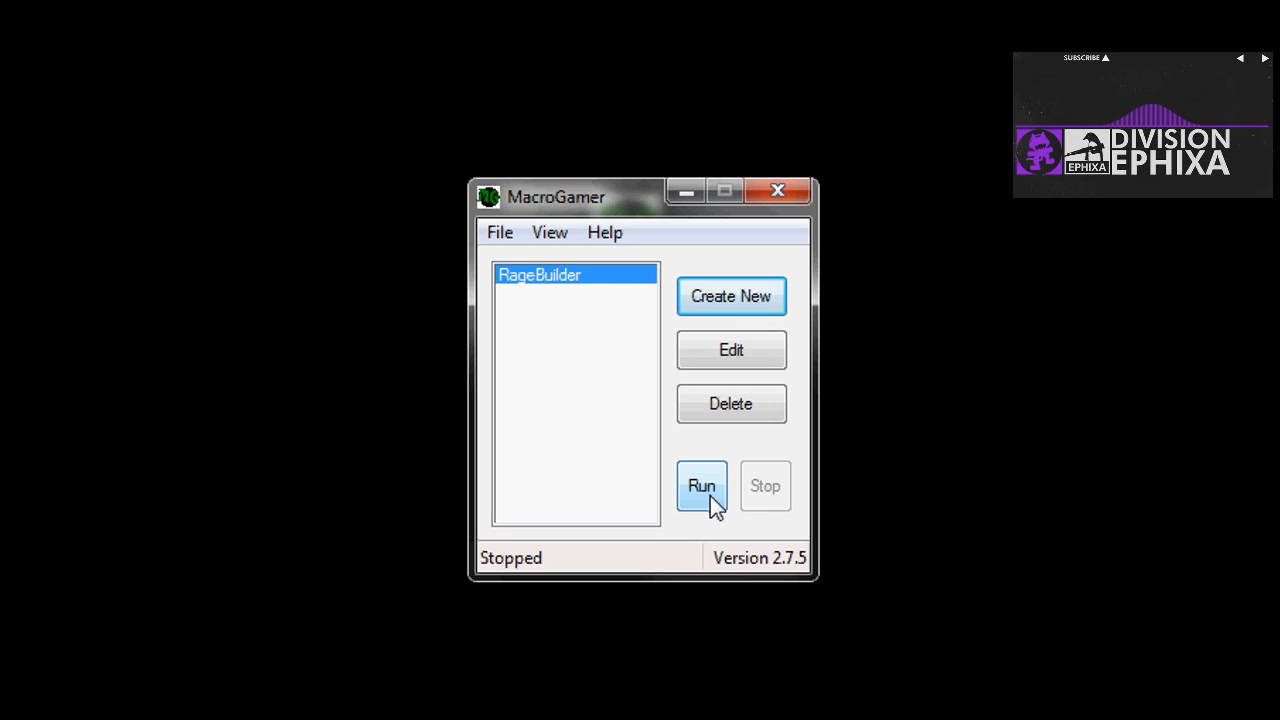 SUBSCRIBE
DIVISION
EPHIXA
EPHIXA
MacroGamer
File View Help
RageBuilder
Create New
Edit
Delete
Run Stop
Stopped Version 2.7.5